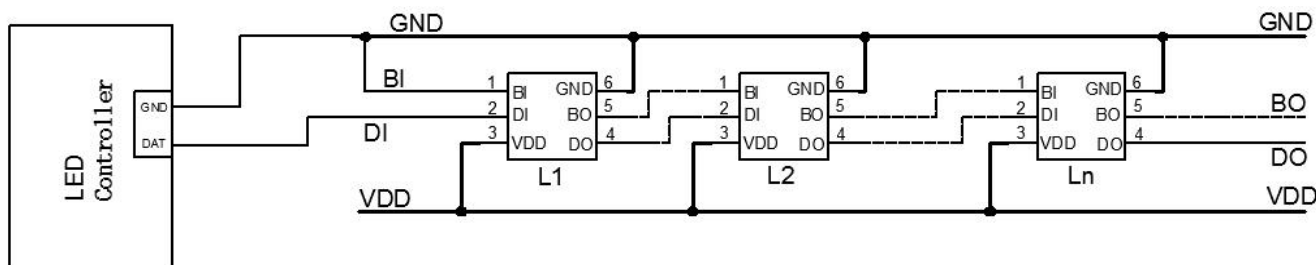 LED
Controller
GND
DAT
GND
GND
BI
DI
1 BI GND 6
2 DI BO 5
3 VDD DO 4
L1
1 BI GND 6
2 DI BO 5
3 VDD DO 4
L2
1 BI GND 6
2 DI BO 5
3 VDD DO 4
Ln
BO
DO
VDD
VDD